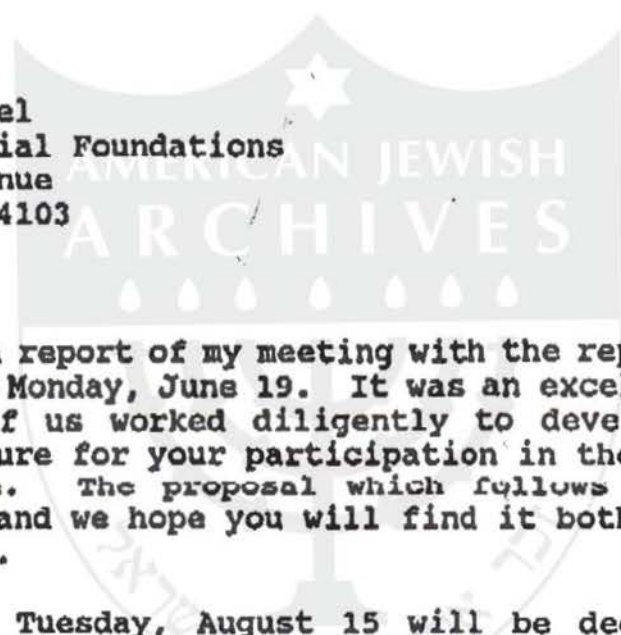 el
ial Foundations
nue
4103
AMERICAN JEWISH
ARCHIVES
report of my meeting with the rep
Monday, June 19. It was an excel
f us worked diligently to deve
ure for your participation in the
s. The proposal which follows
and we hope you will find it both
.
Tuesday, August 15 will be de